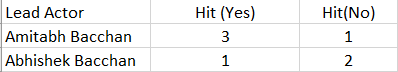 Lead Actor Hit (Yes) Hit(No)
Amitabh Bacchan 3 1
Abhishek Bacchan 1 2